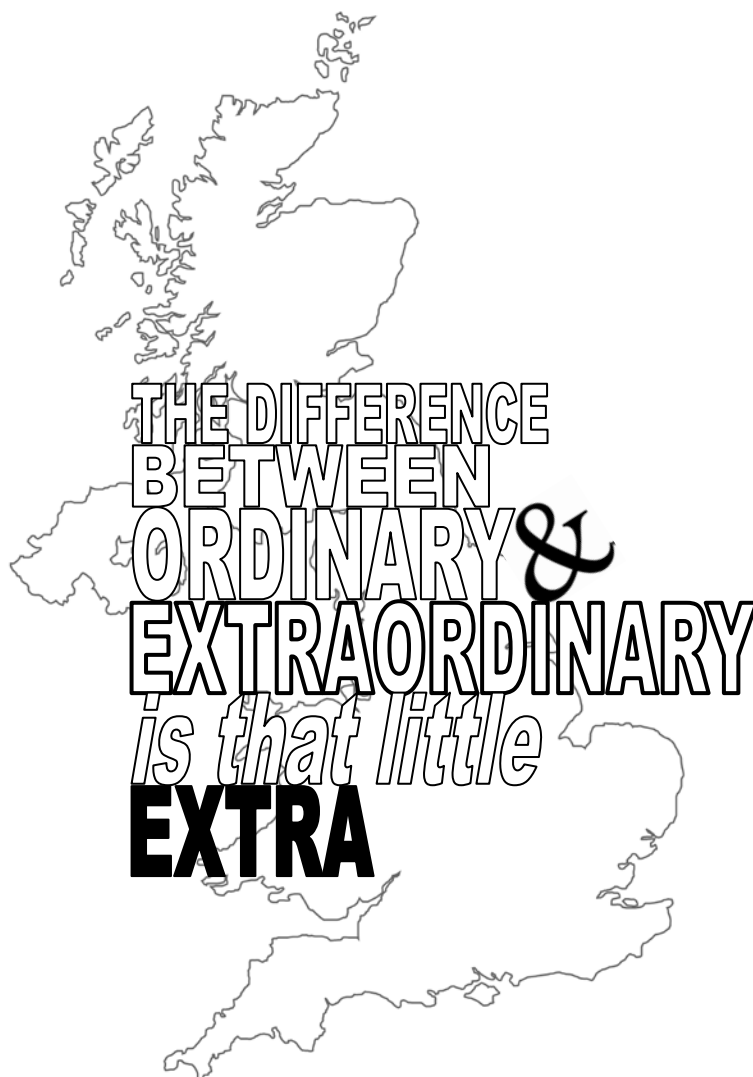 THE DIFFERENCE
BETWEEN
ORDINARY &
EXTRAORDINARY
is that little
EXTRA